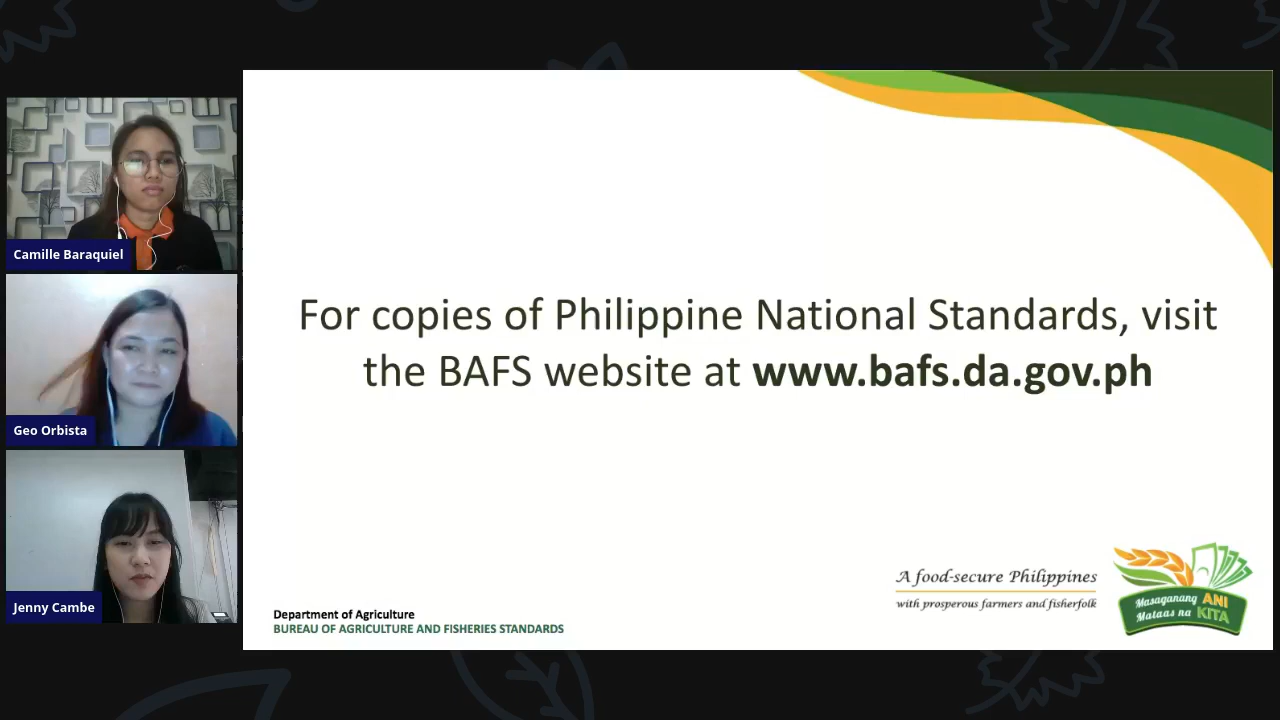 Camille Baraquiel
Geo Orbista
Jenny Cambe
For copies of Philippine National Standards, visit
the BAFS website at www.bafs.da.gov.ph
Department of Agriculture
BUREAU OF AGRICULTURE AND FISHERIES STANDARDS
A food-secure Philippines
with prosperous farmers and fisherfolk
Masaganang ANI
Mataas na KITA